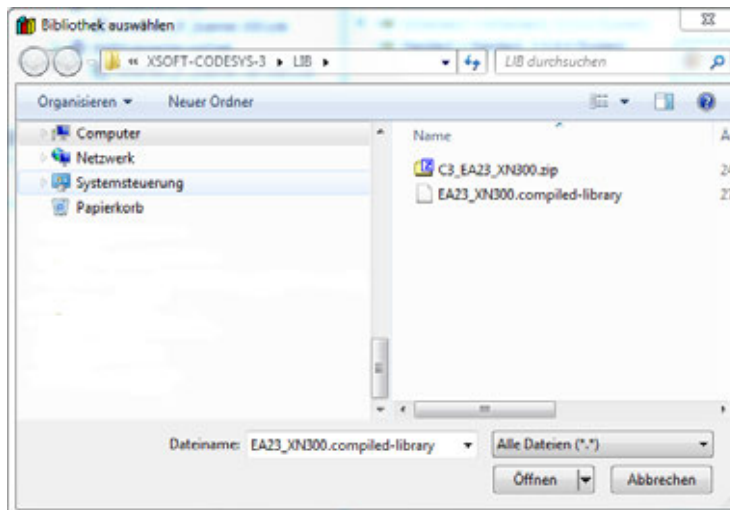 Bibliothek auswählen
« XSOFT-CODESYS-3 ▸ LIB ▸
LIB durchsuchen
Organisieren ▾ Neuer Ordner
Computer
Netzwerk
Systemsteuerung
Papierkorb
Name
C3_EA23_XN300.zip
EA23_XN300.compiled-library
Dateiname: EA23_XN300.compiled-library
Alle Dateien (*.*)
Öffnen
Abbrechen